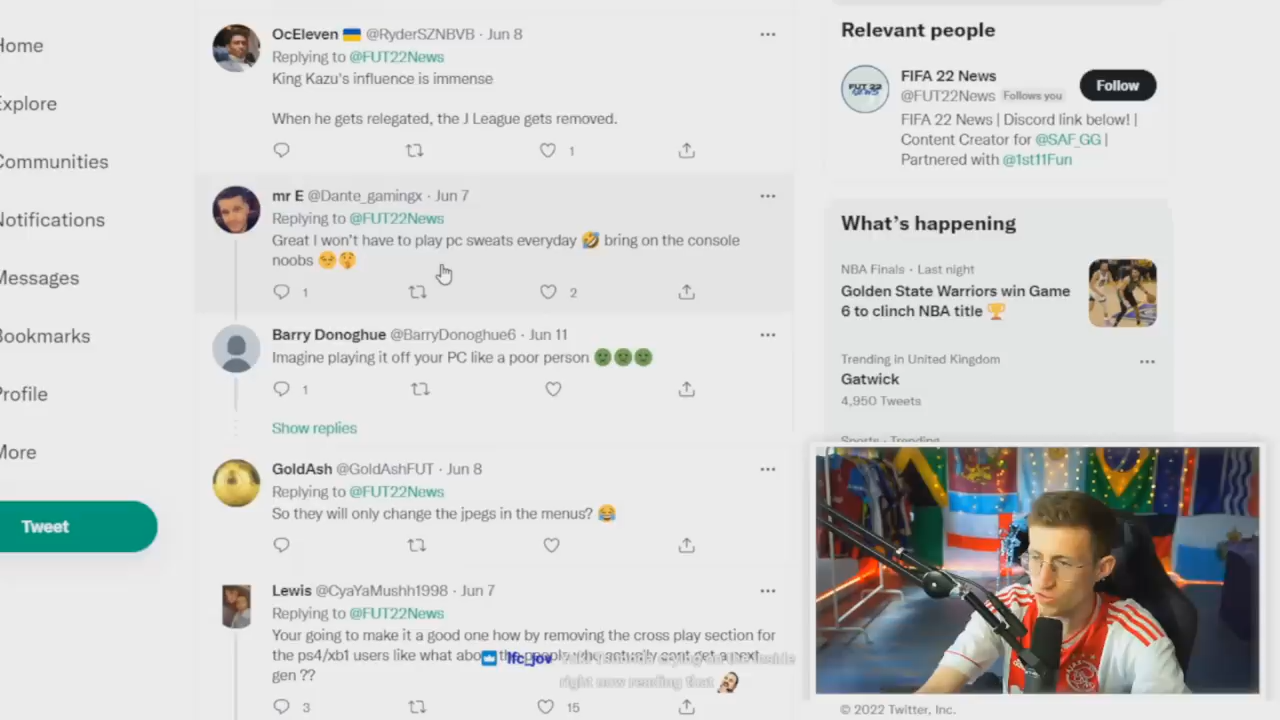 Home
Explore
Communities
Notifications
Messages
Bookmarks
Profile
More
Tweet
OcEleven 🇺🇦 @RyderSZNBVB · Jun 8
Replying to @FUT22News
King Kazu's influence is immense
When he gets relegated, the J League gets removed.
1
mr E @Dante_gamingx · Jun 7
Replying to @FUT22News
Great I won't have to play pc sweats everyday 🤣 bring on the console
noobs 🥺🤫
1 2
Barry Donoghue @BarryDonoghue6 · Jun 11
Imagine playing it off your PC like a poor person 🤢🤢🤢
1
Show replies
GoldAsh @GoldAshFUT · Jun 8
Replying to @FUT22News
So they will only change the jpegs in the menus? 😂
Lewis @CyaYaMushh1998 · Jun 7
Replying to @FUT22News
Your going to make it a good one how by removing the cross play section for
the ps4/xb1 users like what about the people who actually cant get a next
gen ??
3 15
lfc_jov
right now reading that
Relevant people
FIFA 22 News
@FUT22News Follows you
Follow
FIFA 22 News | Discord link below! |
Content Creator for @SAF_GG |
Partnered with @1st11Fun
What's happening
NBA Finals · Last night
Golden State Warriors win Game
6 to clinch NBA title 🏆
Trending in United Kingdom
Gatwick
4,950 Tweets
Sports · Trending
© 2022 Twitter, Inc.